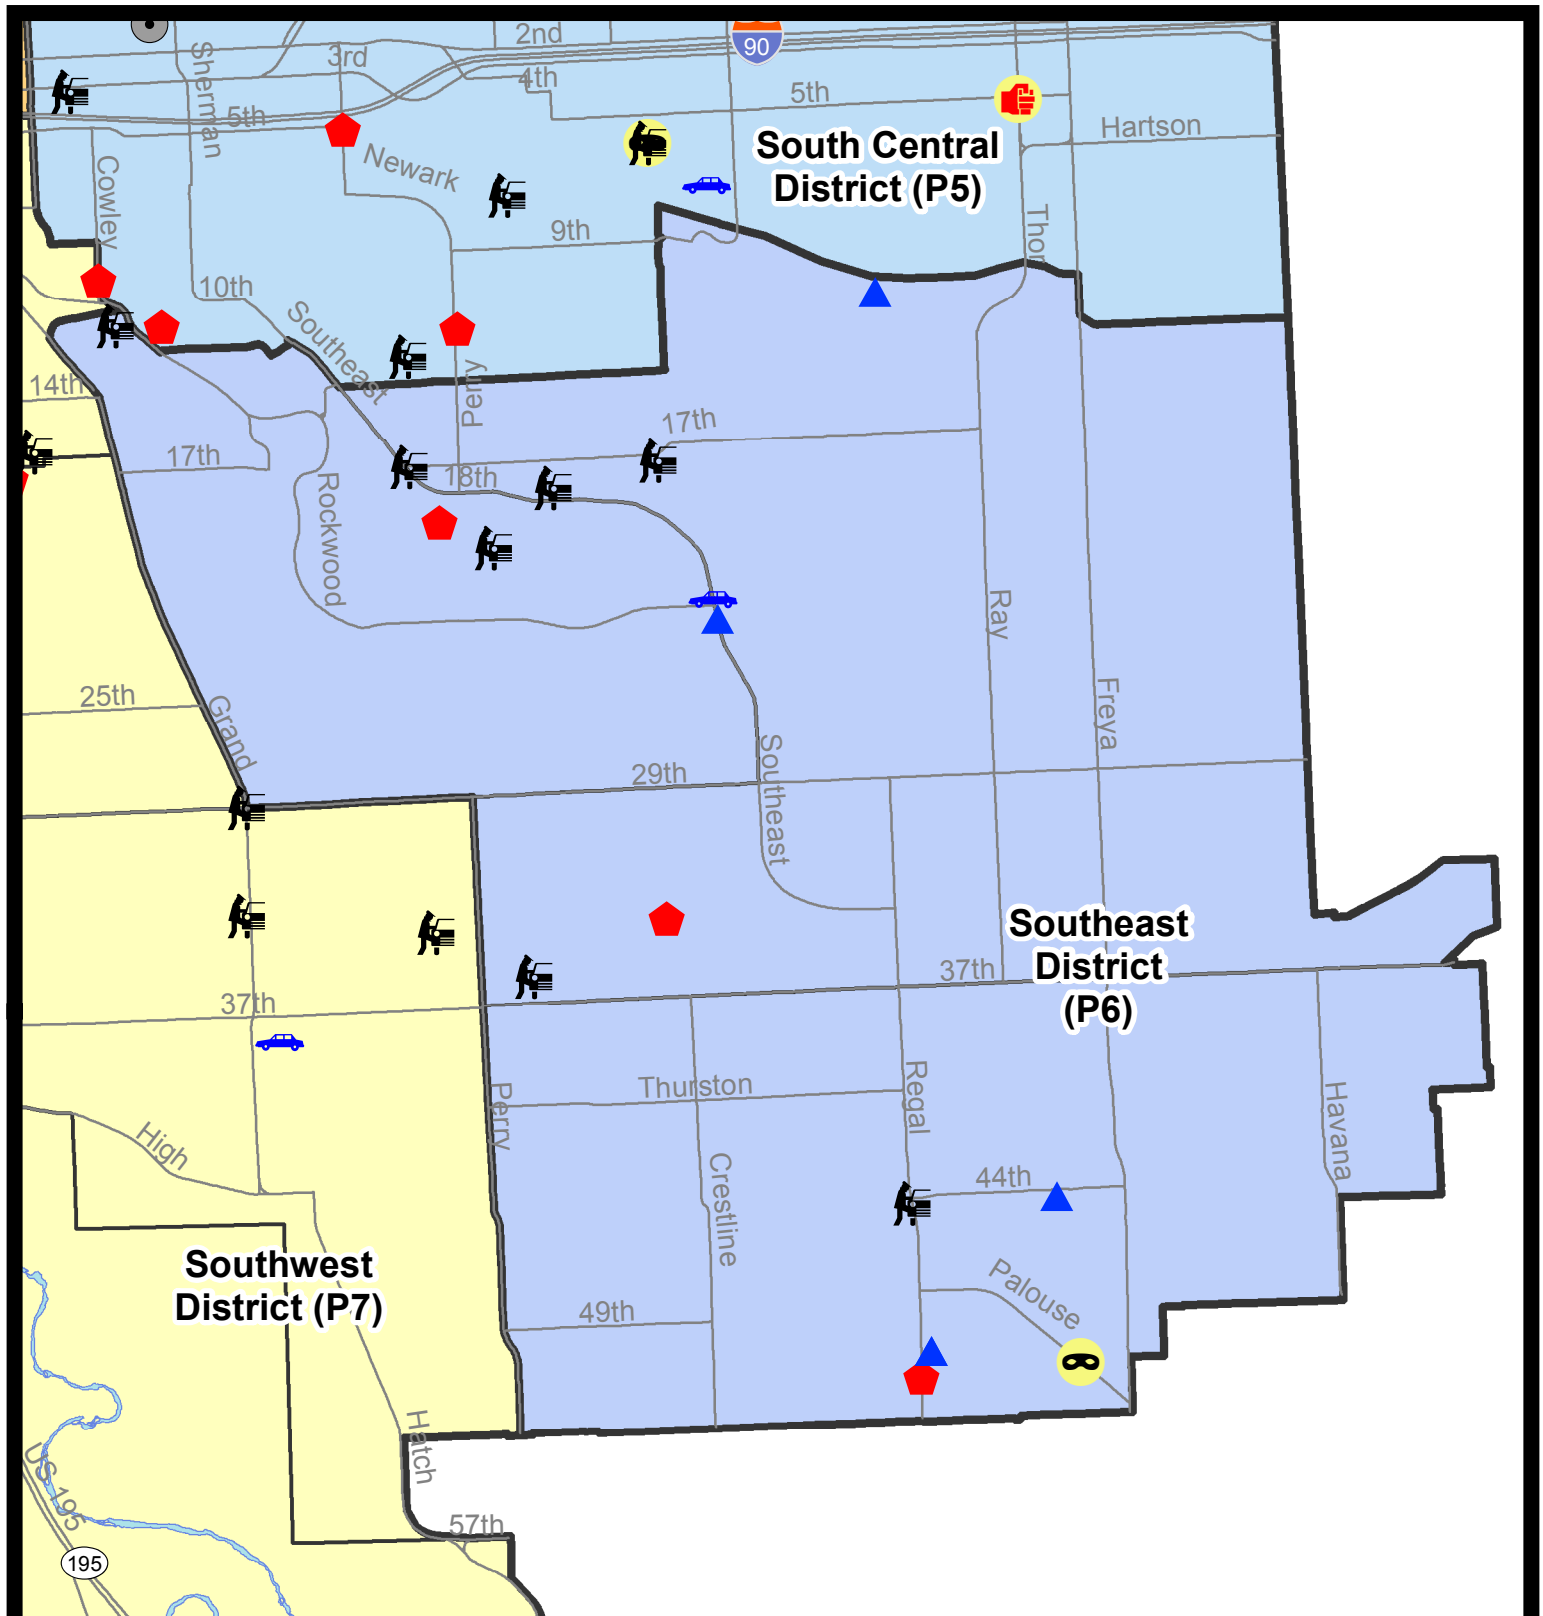 2nd
90
Sherman
3rd
4th
5th
5th
South Central
District (P5)
Hartson
Newark
Cowley
9th
Thor
10th
Southeast
14th
Perry
17th
17th
18th
Rockwood
Ray
25th
Grand
Freya
29th
Southeast
Southeast
District
(P6)
37th
37th
Thurston
Regal
Perry
Havana
High
Crestline
44th
Southwest
District (P7)
Palouse
49th
Hatch
US 195
57th
195